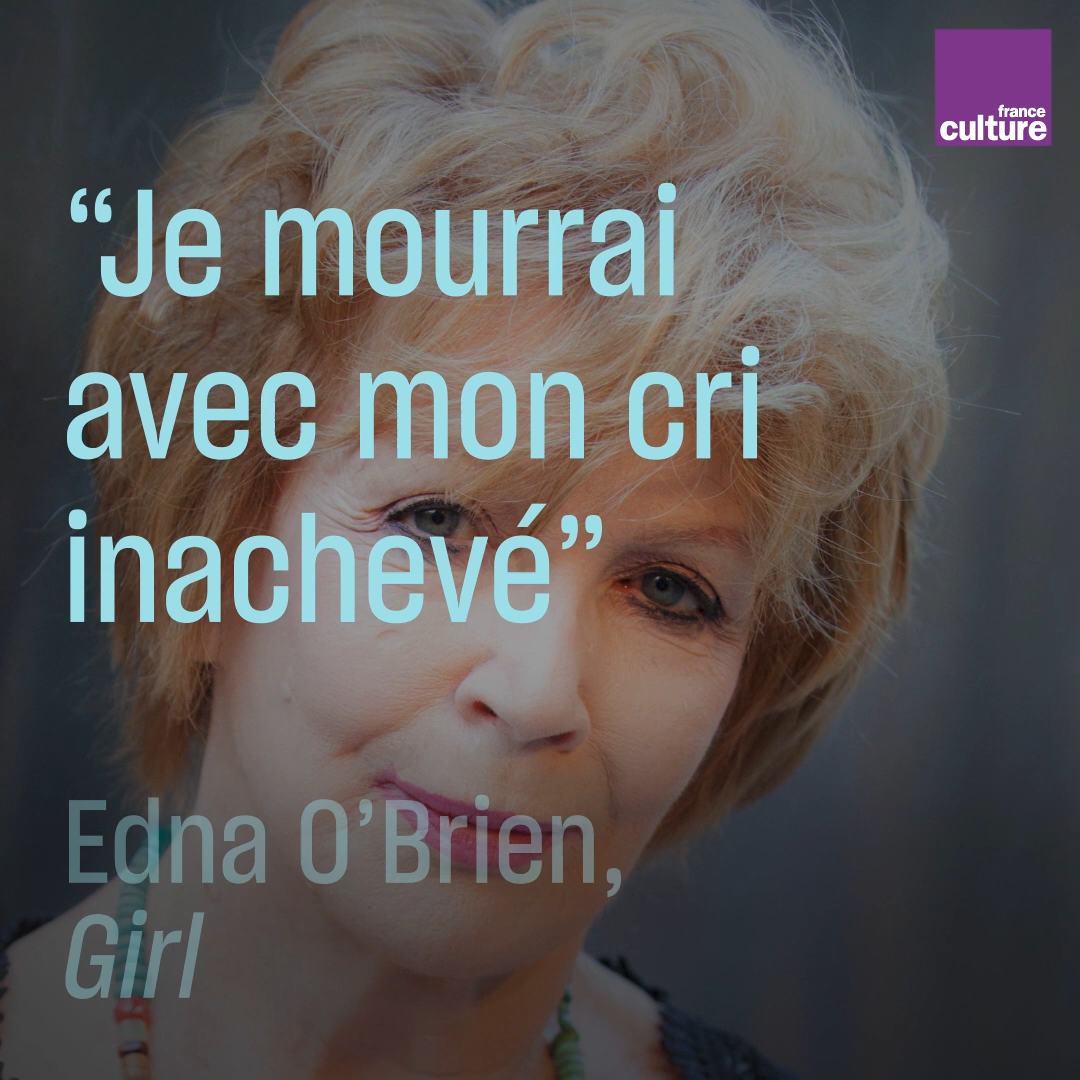 france
culture
“Je mourrai
avec mon cri
inachevé”
Edna O’Brien,
Girl